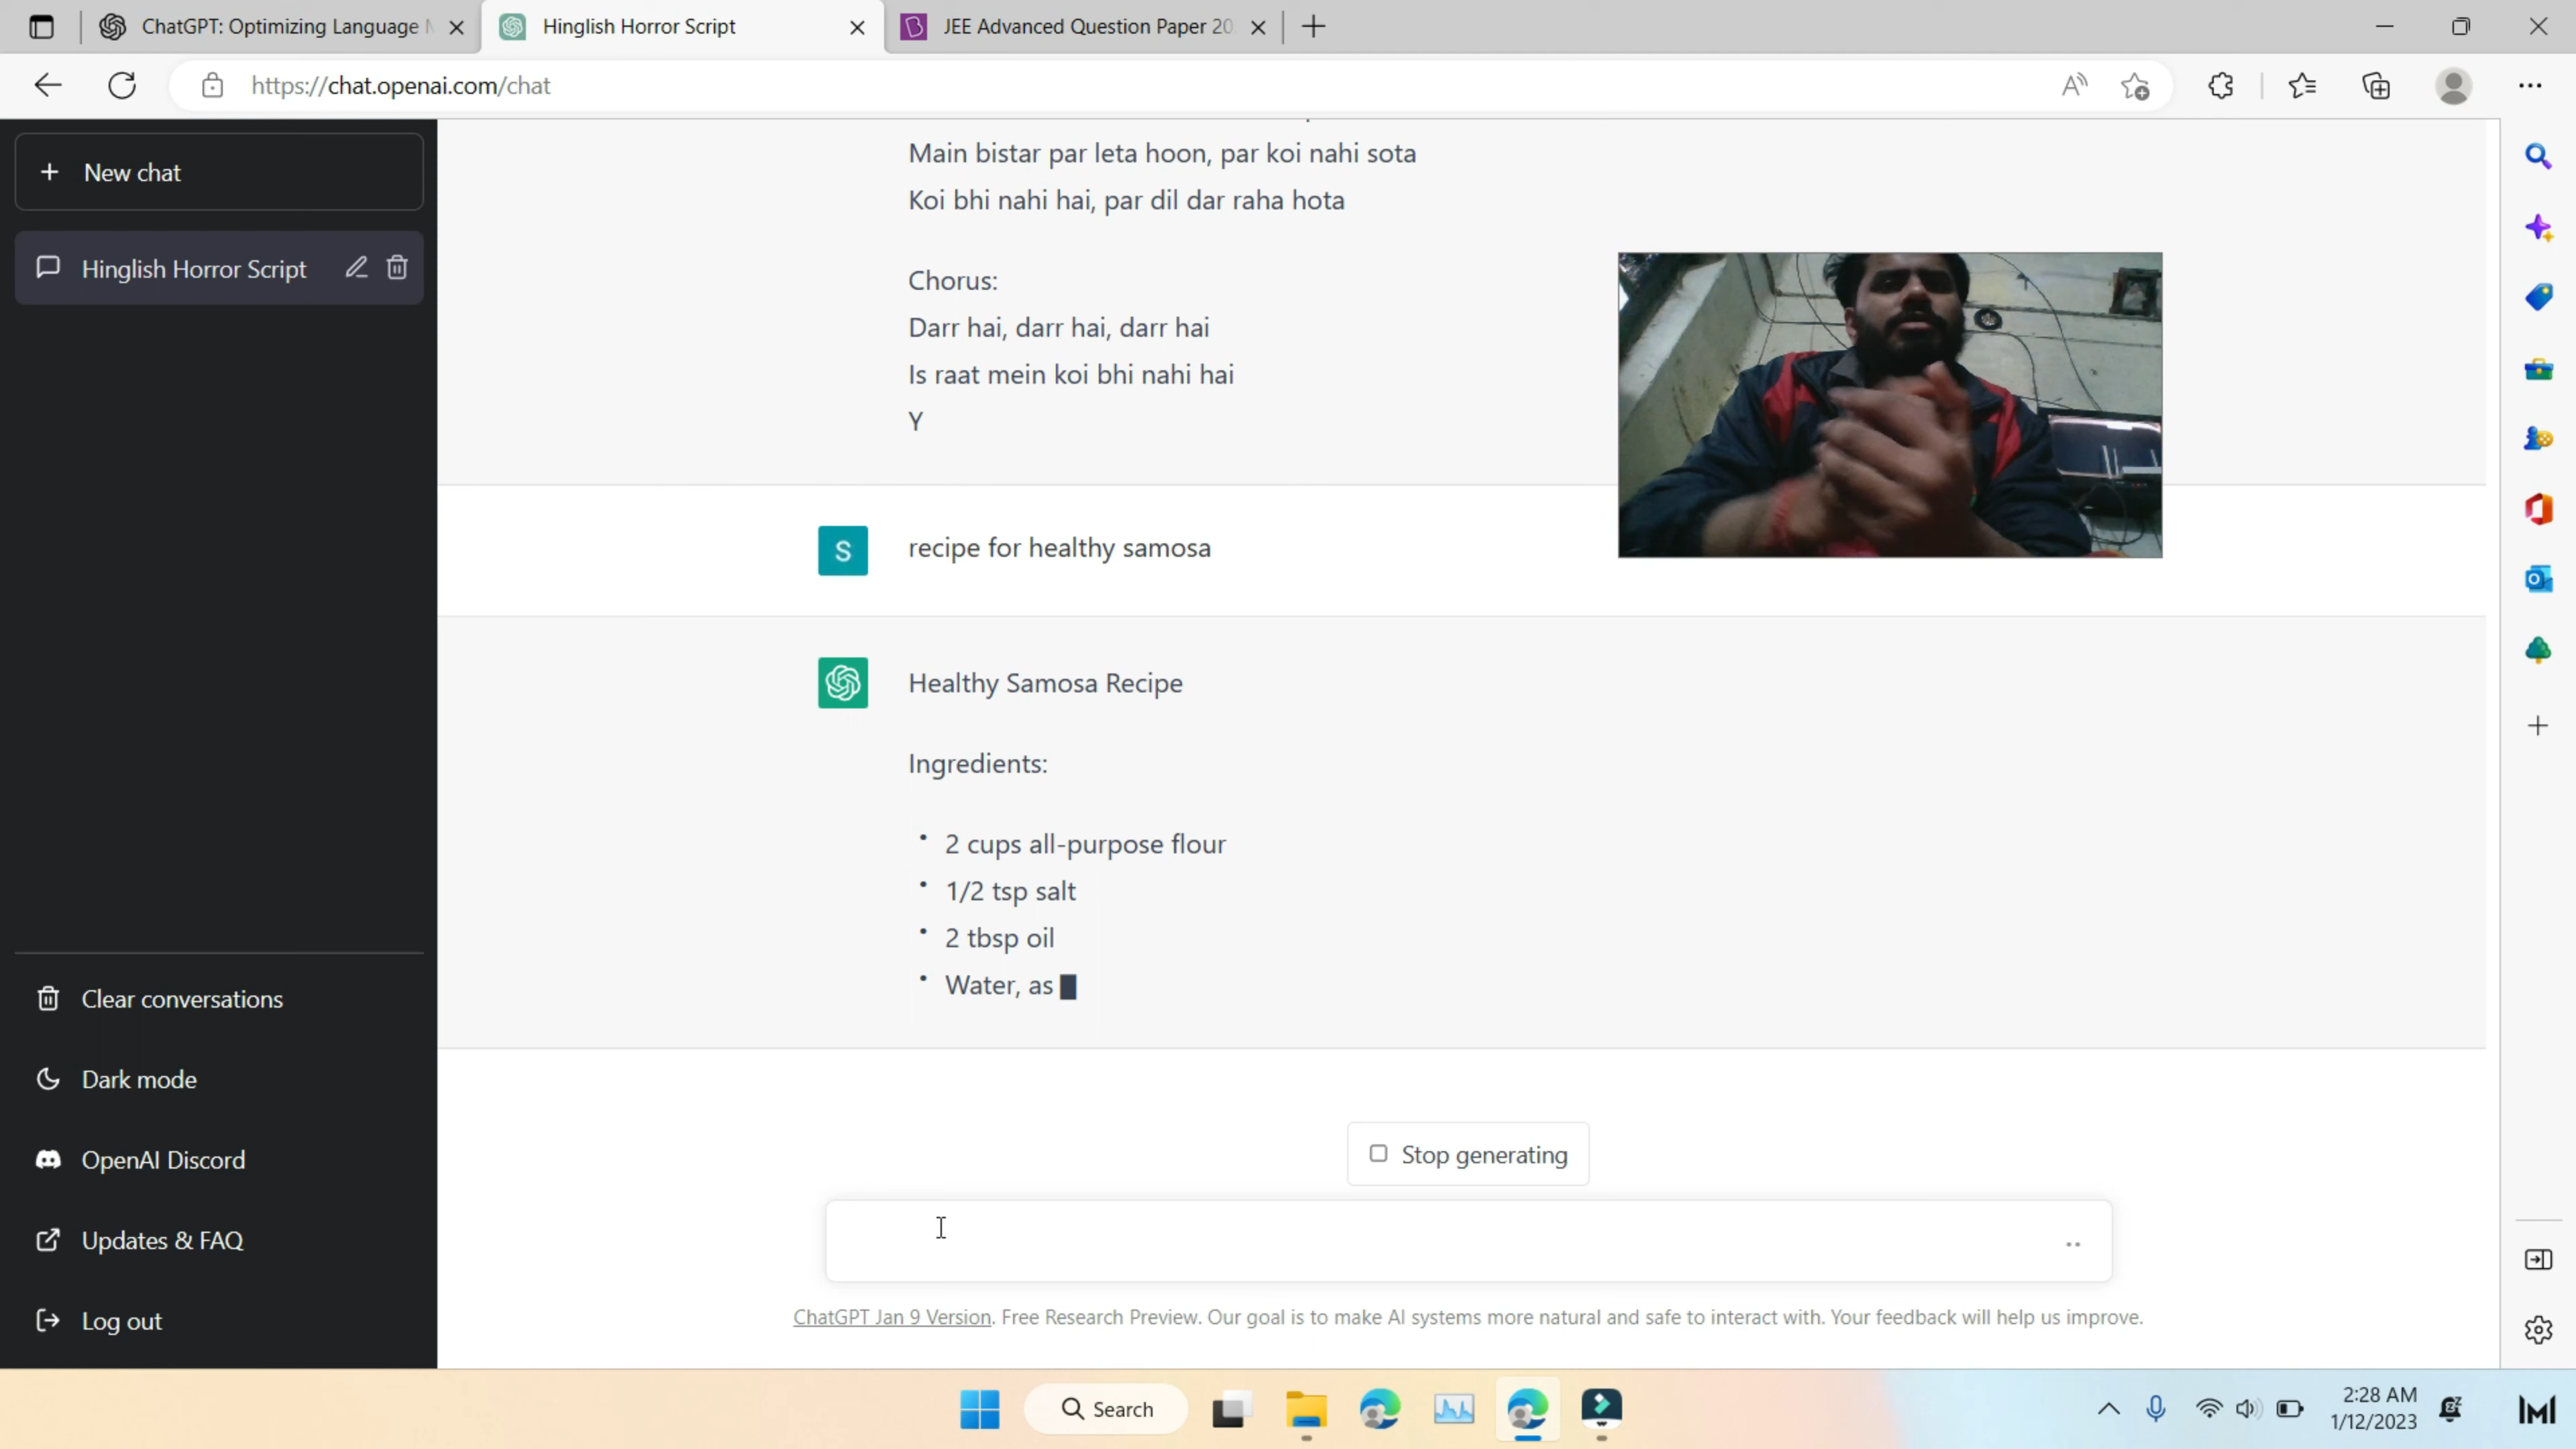 ChatGPT: Optimizing Language
Hinglish Horror Script
JEE Advanced Question Paper 20
https://chat.openai.com/chat
New chat
Hinglish Horror Script
Main bistar par leta hoon, par koi nahi sota
Koi bhi nahi hai, par dil dar raha hota
Chorus:
Darr hai, darr hai, darr hai
Is raat mein koi bhi nahi hai
Y
S
recipe for healthy samosa
Healthy Samosa Recipe
Ingredients:
• 2 cups all-purpose flour
• 1/2 tsp salt
• 2 tbsp oil
• Water, as
Clear conversations
Dark mode
OpenAI Discord
Updates & FAQ
Log out
Stop generating
ChatGPT Jan 9 Version. Free Research Preview. Our goal is to make AI systems more natural and safe to interact with. Your feedback will help us improve.
Search
2:28 AM
1/12/2023